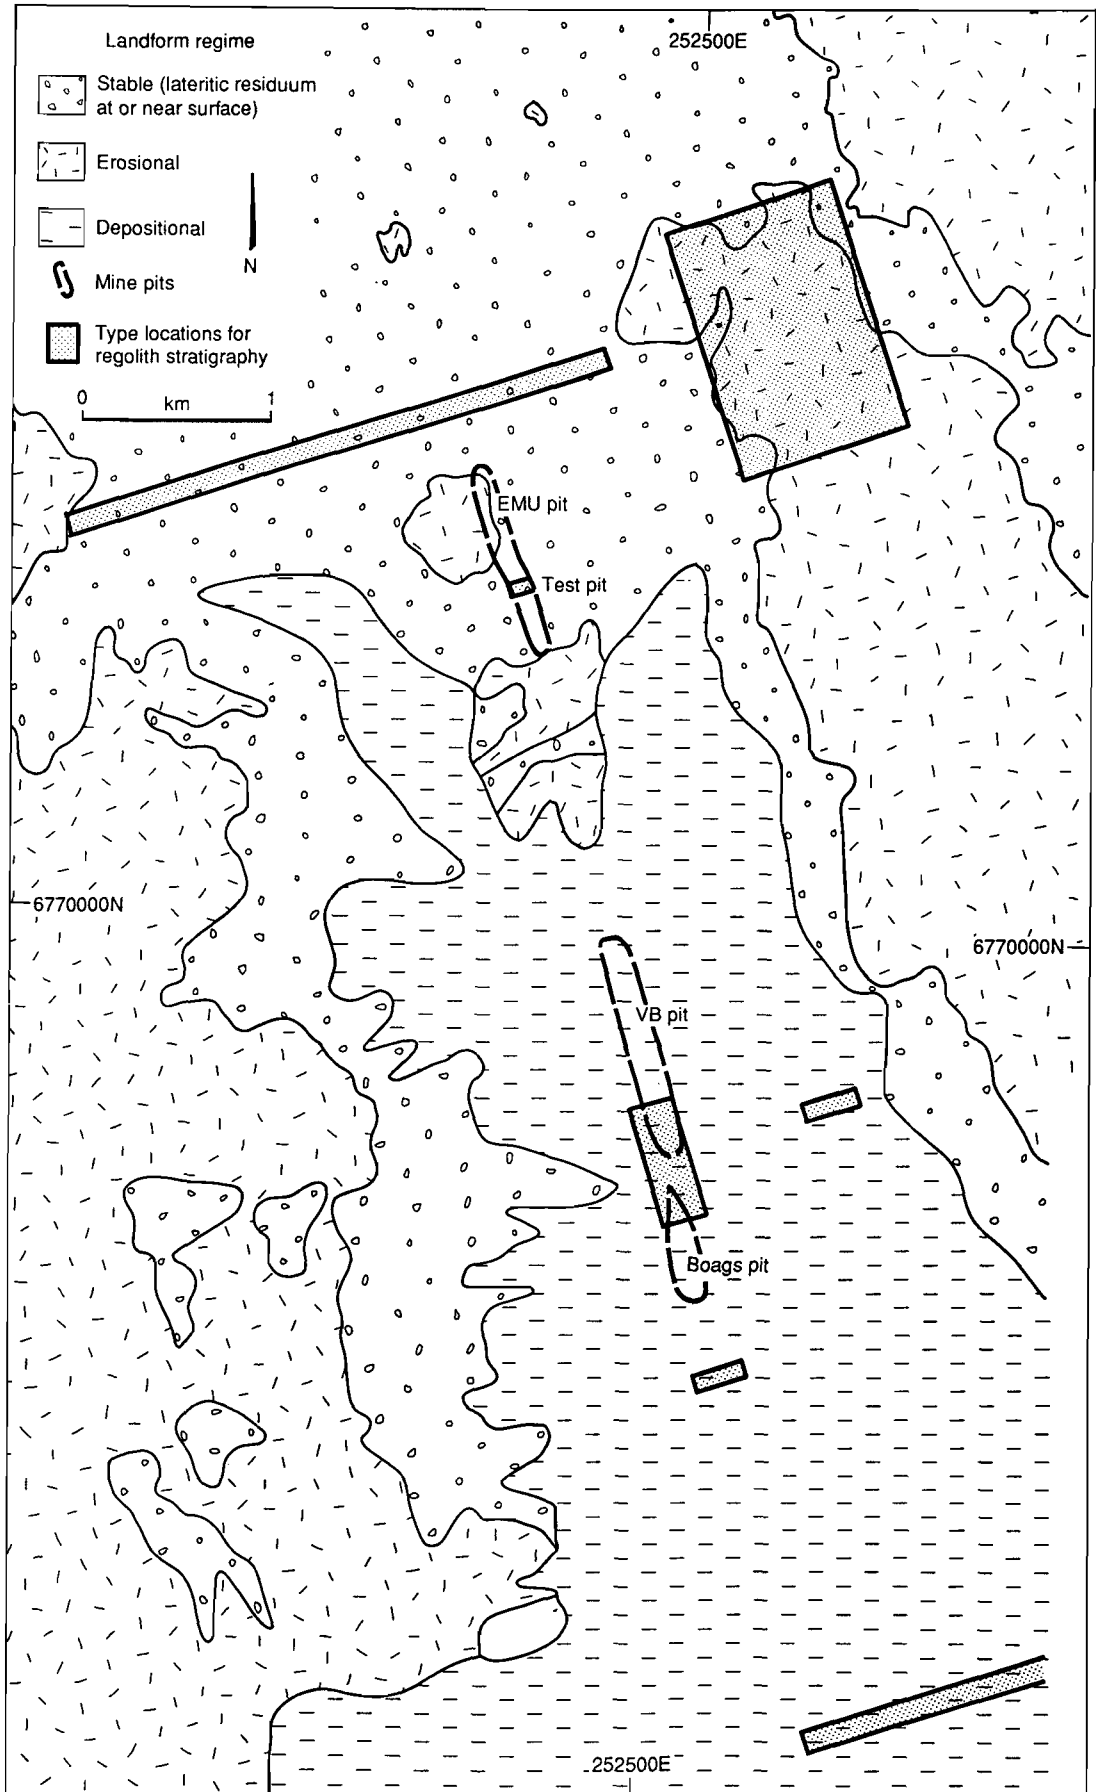 Landform regime
Stable (lateritic residuum
at or near surface)
Erosional
Depositional
N
Mine pits
Type locations for
regolith stratigraphy
0 1
km
252500E
EMU pit
Test pit
6770000N
6770000N
VB pit
Boags pit
252500E